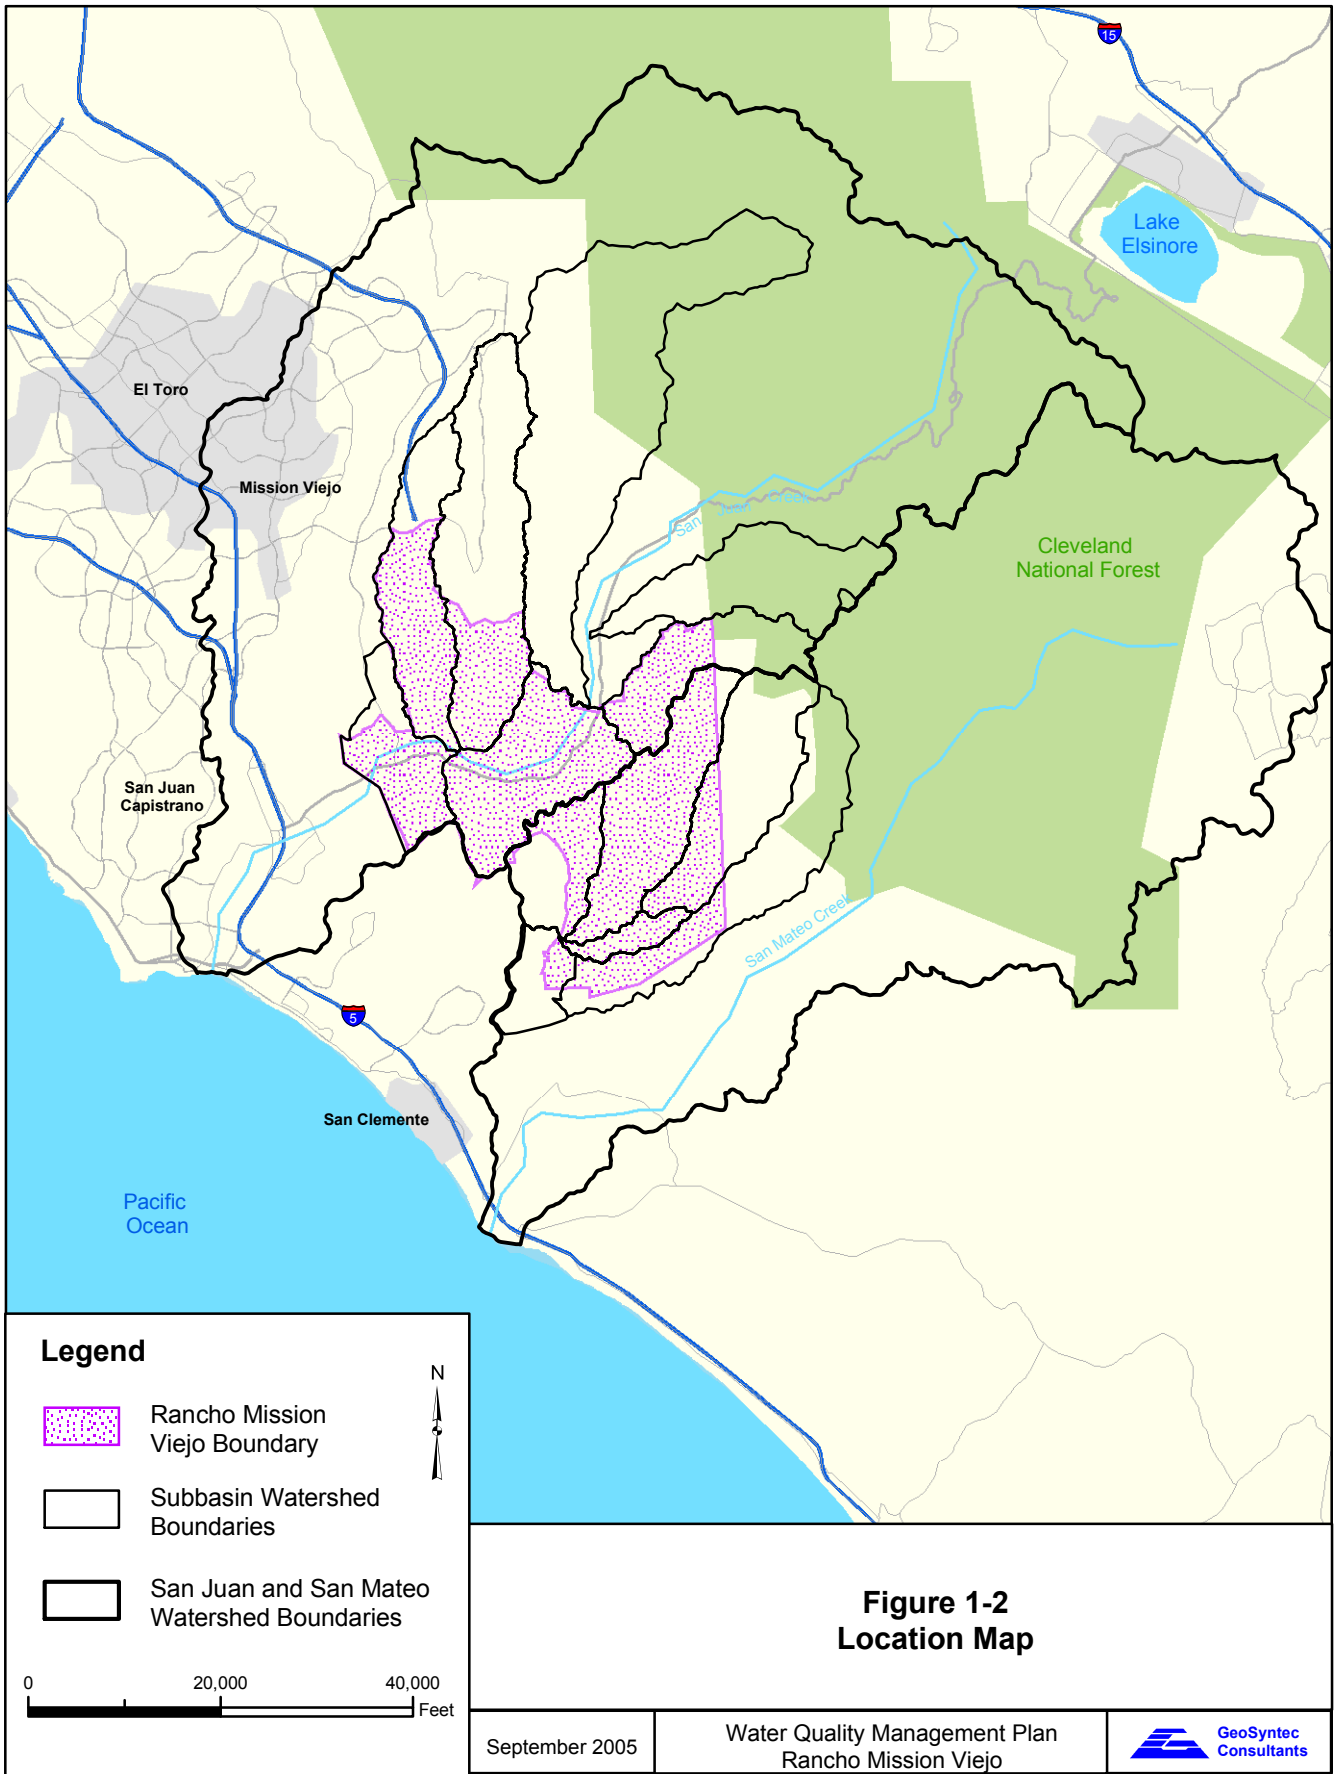 15
Lake
Elsinore
El Toro
Mission Viejo
San Juan Creek
Cleveland
National Forest
San Juan
Capistrano
San Mateo Creek
5
San Clemente
Pacific
Ocean
Legend
N
Rancho Mission
Viejo Boundary
Subbasin Watershed
Boundaries
San Juan and San Mateo
Watershed Boundaries
0 20,000 40,000
Feet
Figure 1-2
Location Map
September 2005
Water Quality Management Plan
Rancho Mission Viejo
GeoSyntec
Consultants